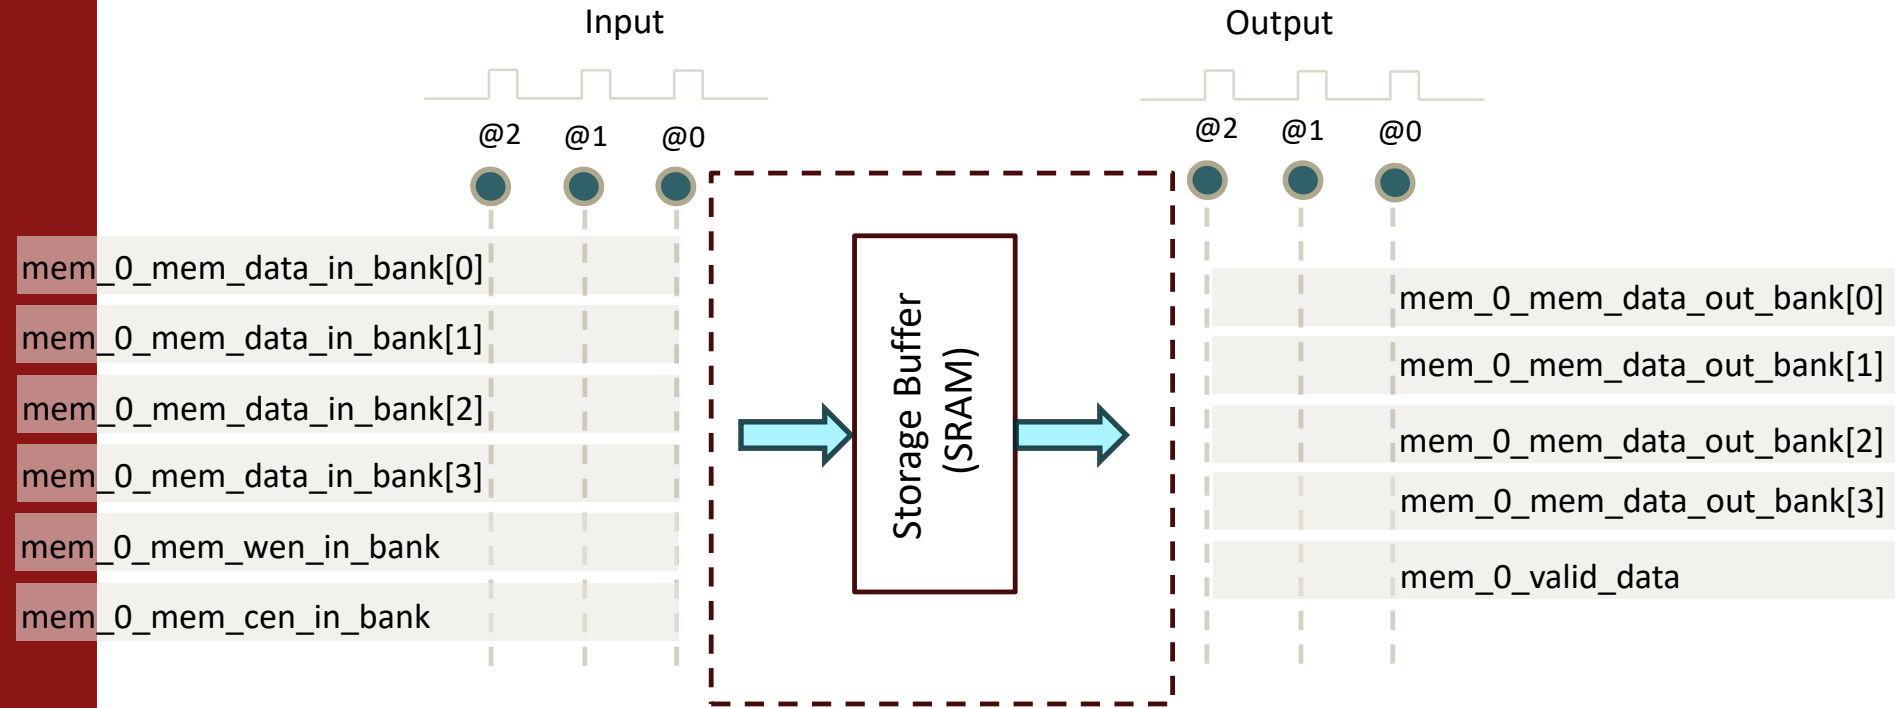 Input
Output
@2 @1 @0
@2 @1 @0
mem_0_mem_data_in_bank[0]
mem_0_mem_data_in_bank[1]
mem_0_mem_data_in_bank[2]
mem_0_mem_data_in_bank[3]
mem_0_mem_wen_in_bank
mem_0_mem_cen_in_bank
Storage Buffer
(SRAM)
mem_0_mem_data_out_bank[0]
mem_0_mem_data_out_bank[1]
mem_0_mem_data_out_bank[2]
mem_0_mem_data_out_bank[3]
mem_0_valid_data